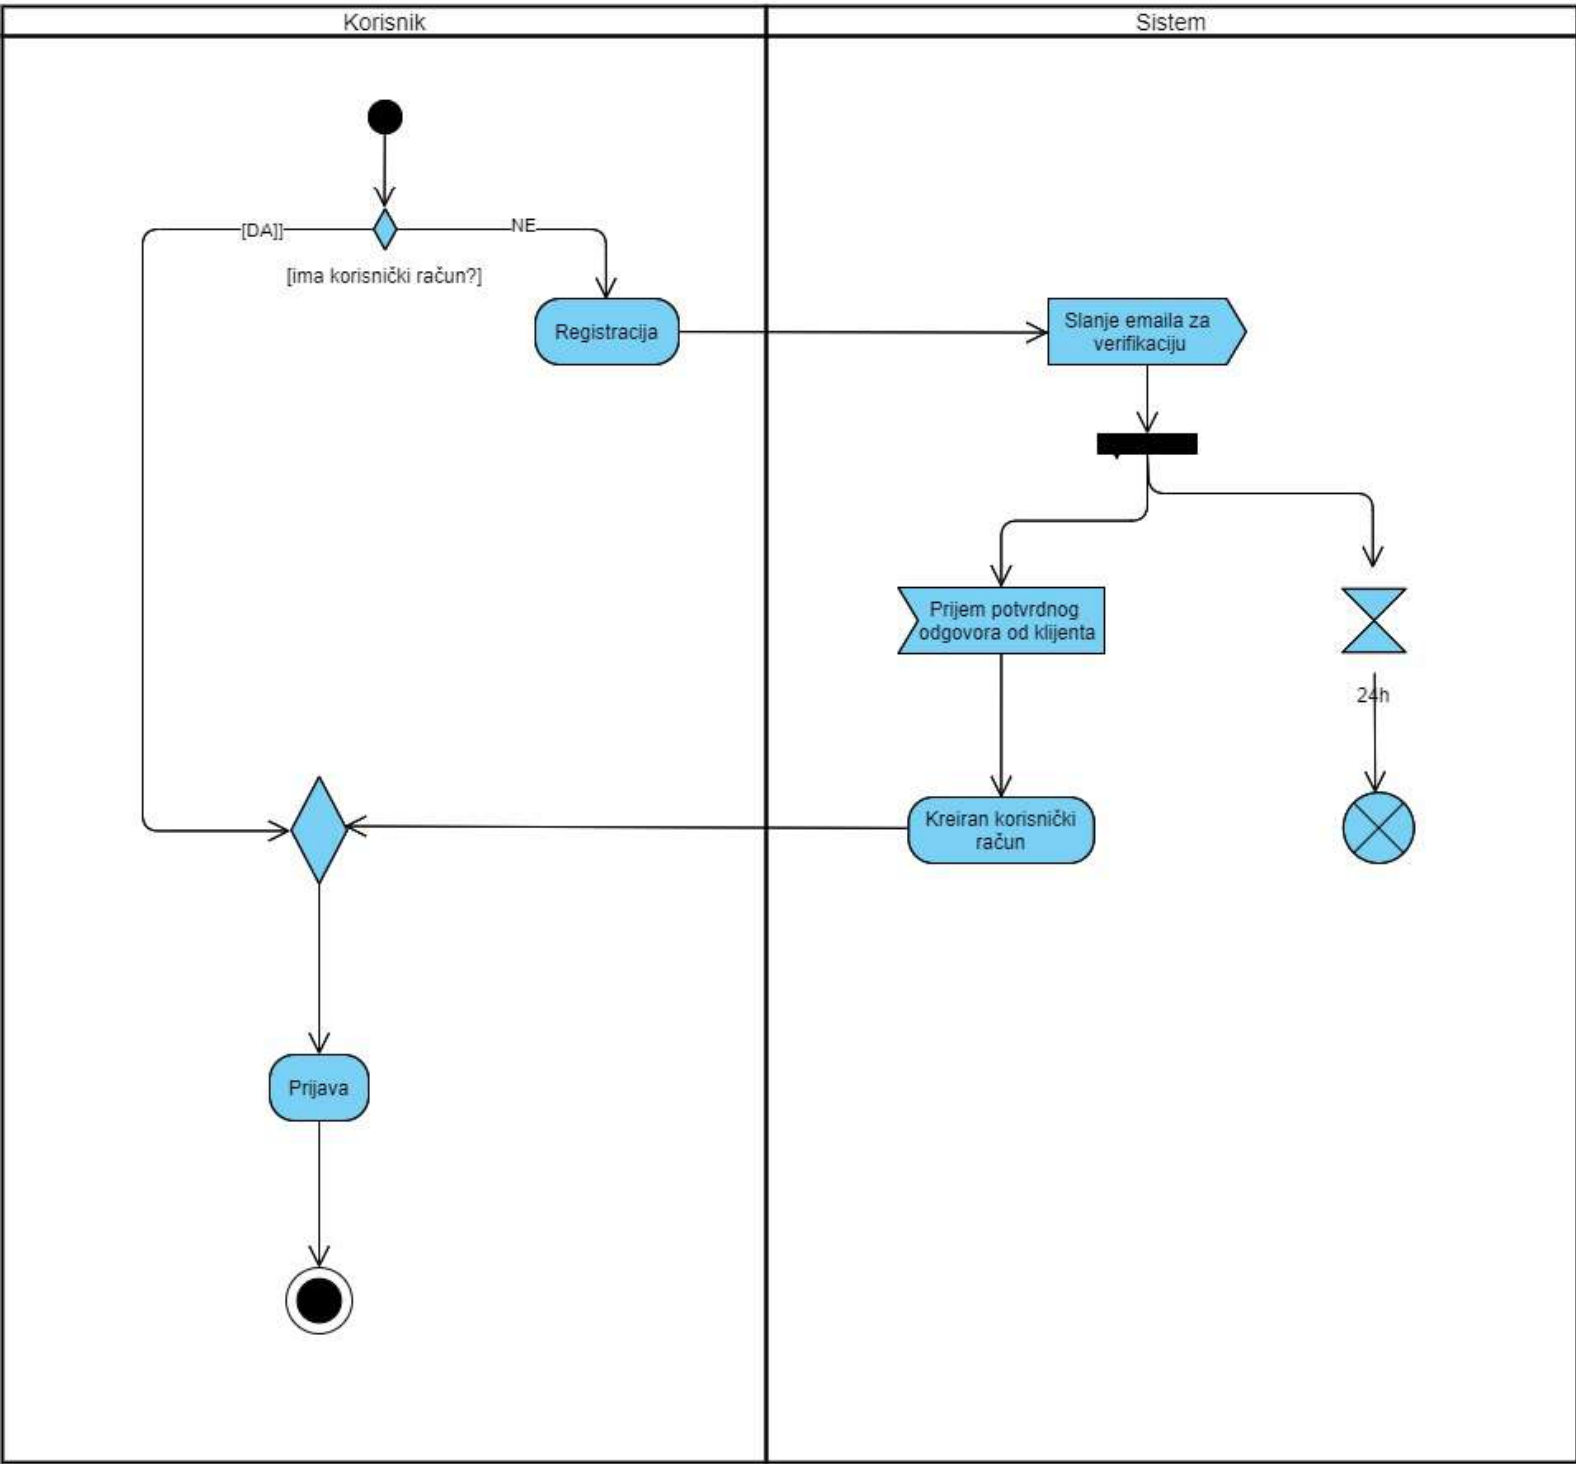 Korisnik
Sistem
[DA]]
NE
[ima korisnički račun?]
Registracija
Slanje emaila za
verifikaciju
Prijem potvrdnog
odgovora od klijenta
24h
Kreiran korisnički
račun
Prijava